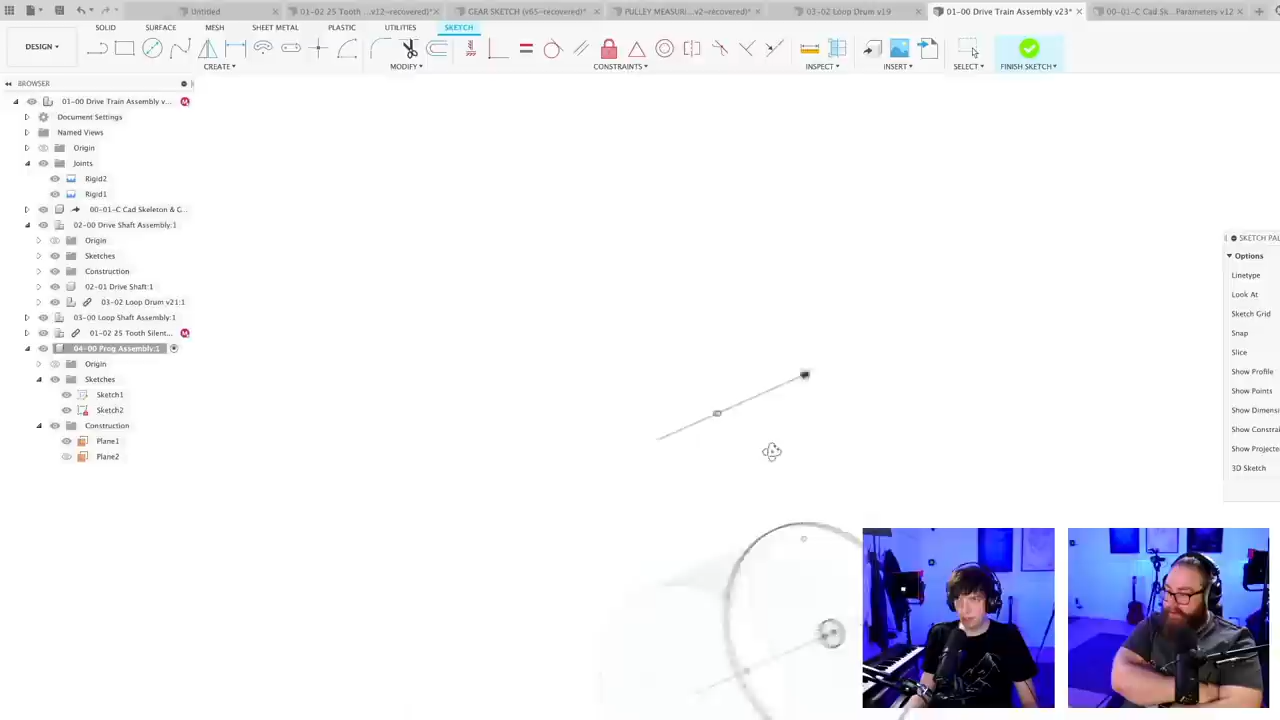 Untitled
01-02 25 Tooth ...v12~recovered)*
GEAR SKETCH (v65~recovered)*
PULLEY MEASURI...v2~recovered)*
03-02 Loop Drum v19
01-00 Drive Train Assembly v23*
00-01-C Cad Sk... Parameters v12
SOLID
SURFACE
MESH
SHEET METAL
PLASTIC
UTILITIES
SKETCH
DESIGN
CREATE
MODIFY
CONSTRAINTS
INSPECT
INSERT
SELECT
FINISH SKETCH
BROWSER
01-00 Drive Train Assembly v...
Document Settings
Named Views
Origin
Joints
Rigid2
Rigid1
00-01-C Cad Skeleton & G...
02-00 Drive Shaft Assembly:1
Origin
Sketches
Construction
02-01 Drive Shaft:1
03-02 Loop Drum v21:1
03-00 Loop Shaft Assembly:1
01-02 25 Tooth Silent...
04-00 Prog Assembly:1
Origin
Sketches
Sketch1
Sketch2
Construction
Plane1
Plane2
SKETCH PAL
Options
Linetype
Look At
Sketch Grid
Snap
Slice
Show Profile
Show Points
Show Dimensi
Show Constrai
Show Projecte
3D Sketch